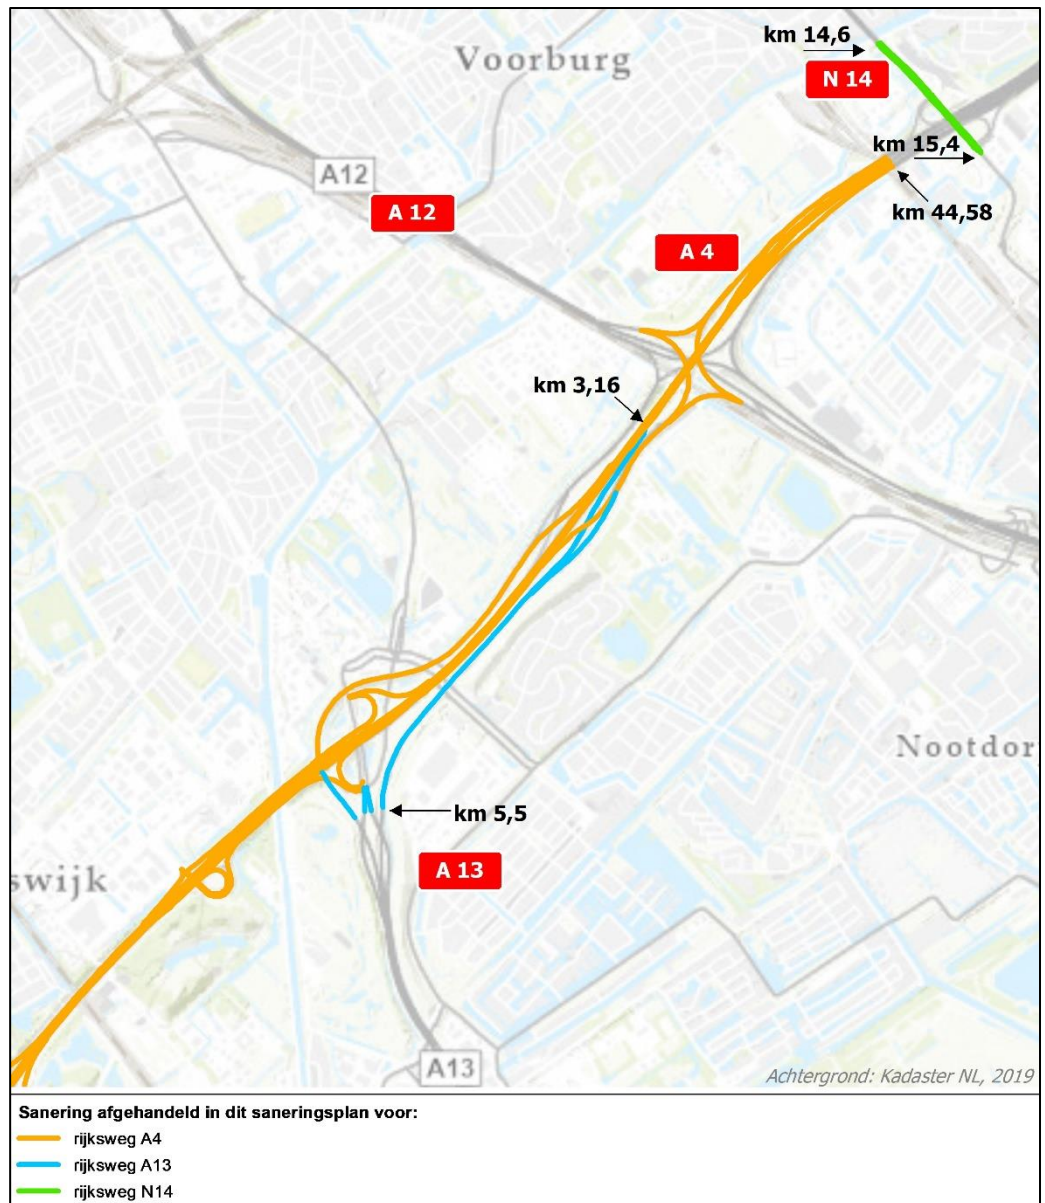 km 14,6
Voorburg
N 14
km 15,4
A12
A 12
km 44,58
A 4
km 3,16
Nootdor
km 5,5
A 13
swijk
A13
Achtergrond: Kadaster NL, 2019
Sanering afgehandeld in dit saneringsplan voor:
rijksweg A4
rijksweg A13
rijksweg N14